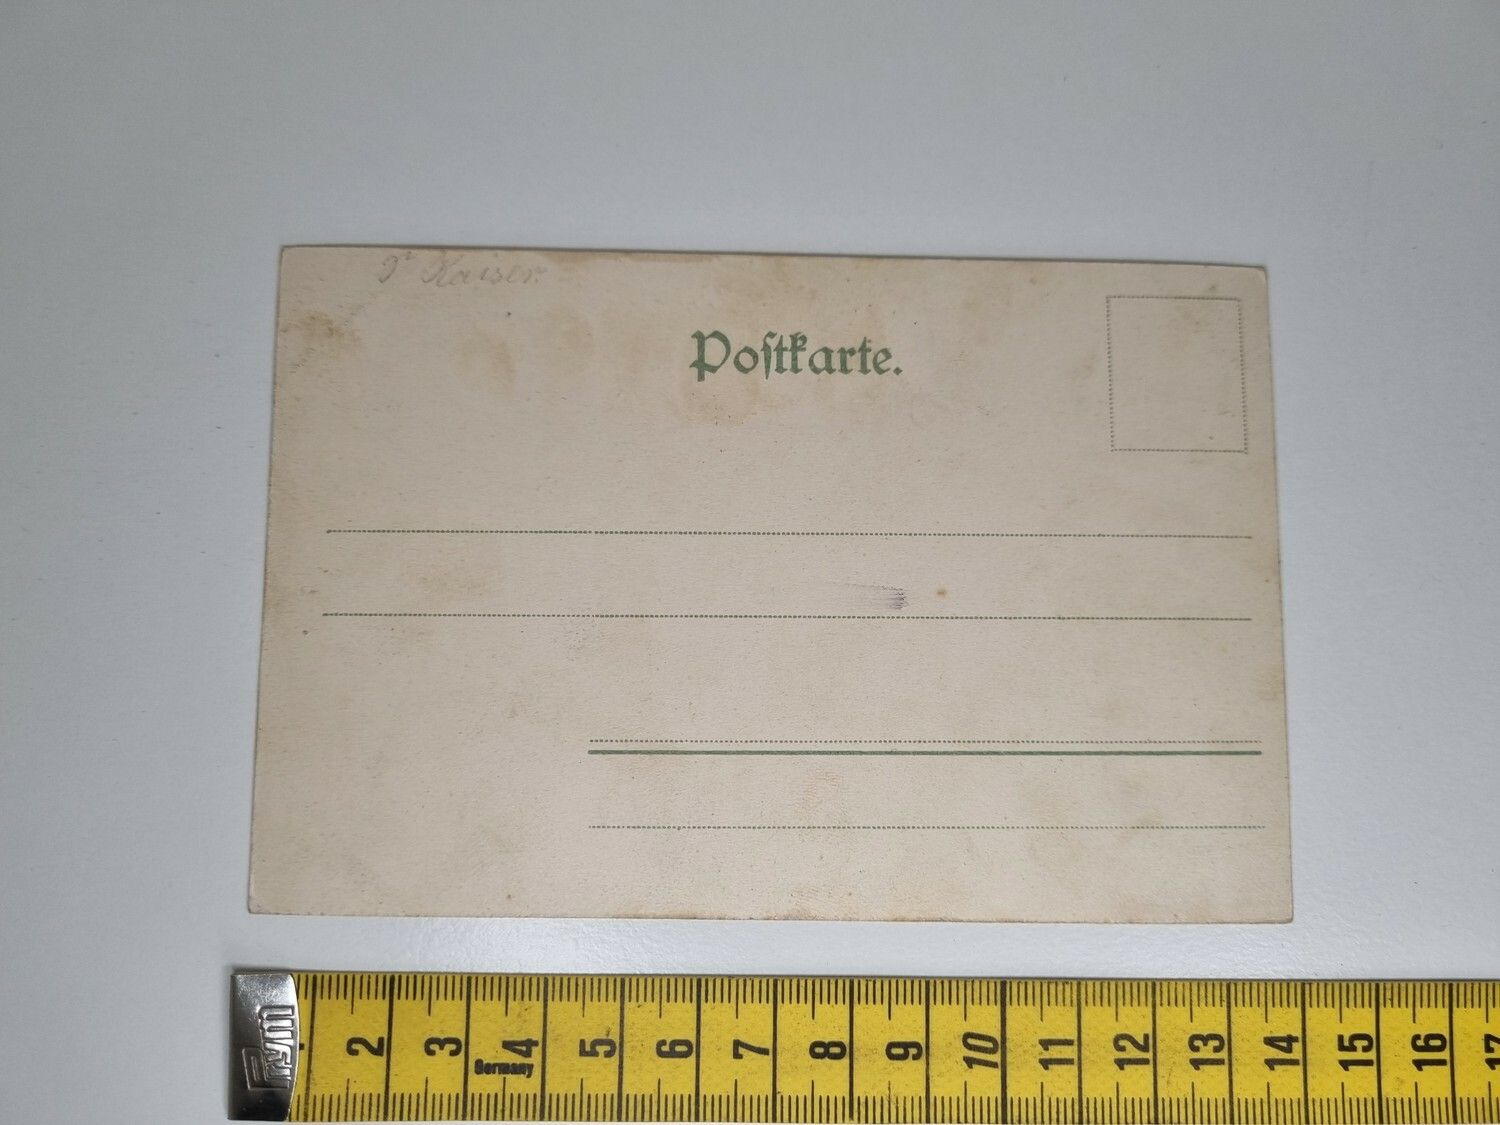 Kaiser.
Poſtkarte.
Prym
2 3 4 5 6 7 8 9 10 11 12 13 14 15 16 17
Germany